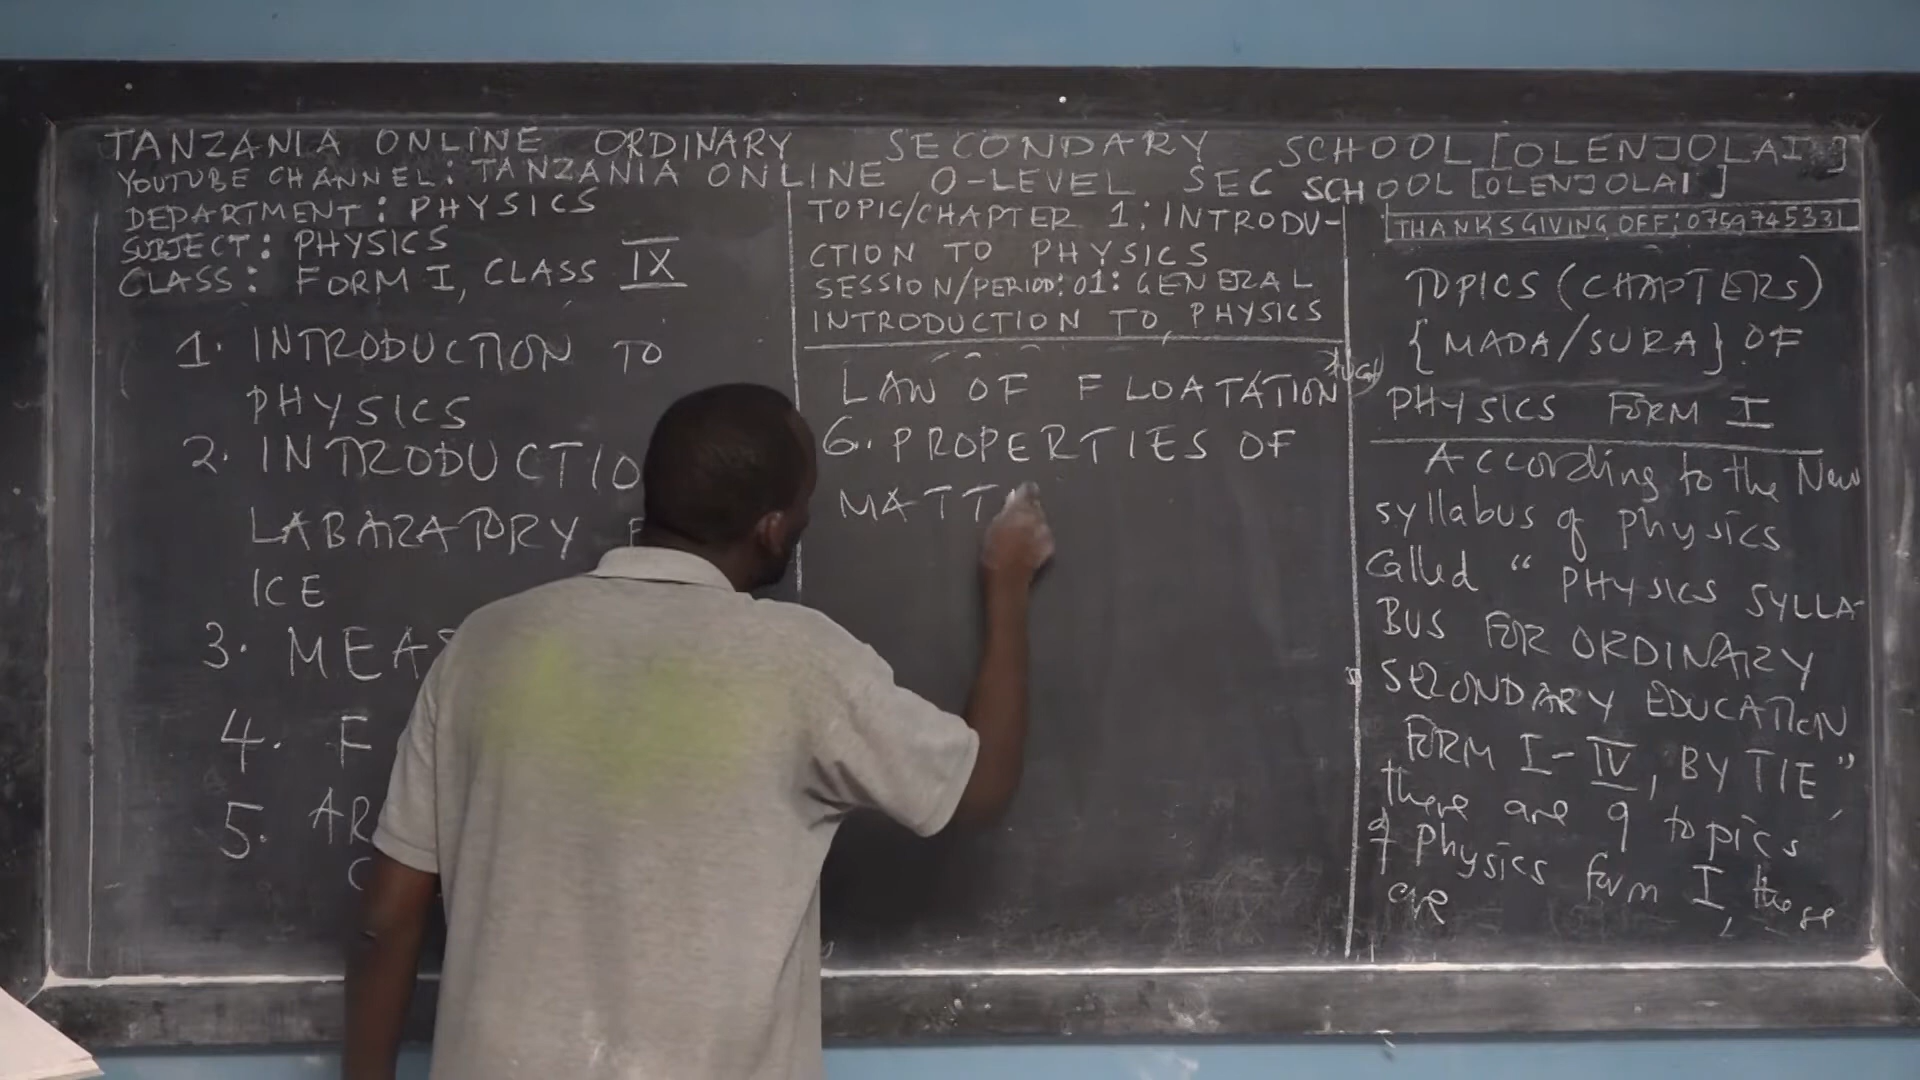 TANZANIA ONLINE ORDINARY SECONDARY SCHOOL [OLENJOLAI]
YOUTUBE CHANNEL: TANZANIA ONLINE O-LEVEL SEC SCHOOL [OLENJOLAI]
DEPARTMENT: PHYSICS
SUBJECT: PHYSICS
CLASS: FORM I, CLASS IX
1. INTRODUCTION TO
PHYSICS
2. INTRODUCTIO
LABARATORY
ICE
3. MEAS
4. F
5. AR
C
TOPIC/CHAPTER 1: INTRODU-
CTION TO PHYSICS
SESSION/PERIOD: 01: GENERAL
INTRODUCTION TO PHYSICS
LAW OF FLOATATION
6. PROPERTIES OF
MATT
THANKS GIVING OFF: 0759745331
TOPICS (CHAPTERS)
{MADA/SURA} OF
PHYSICS FORM I
According to the New
syllabus of physics
called "PHYSICS SYLLA-
BUS FOR ORDINARY
SECONDARY EDUCATION
FORM I-IV, BY TIE",
there are 9 topics
of Physics form I, these
are